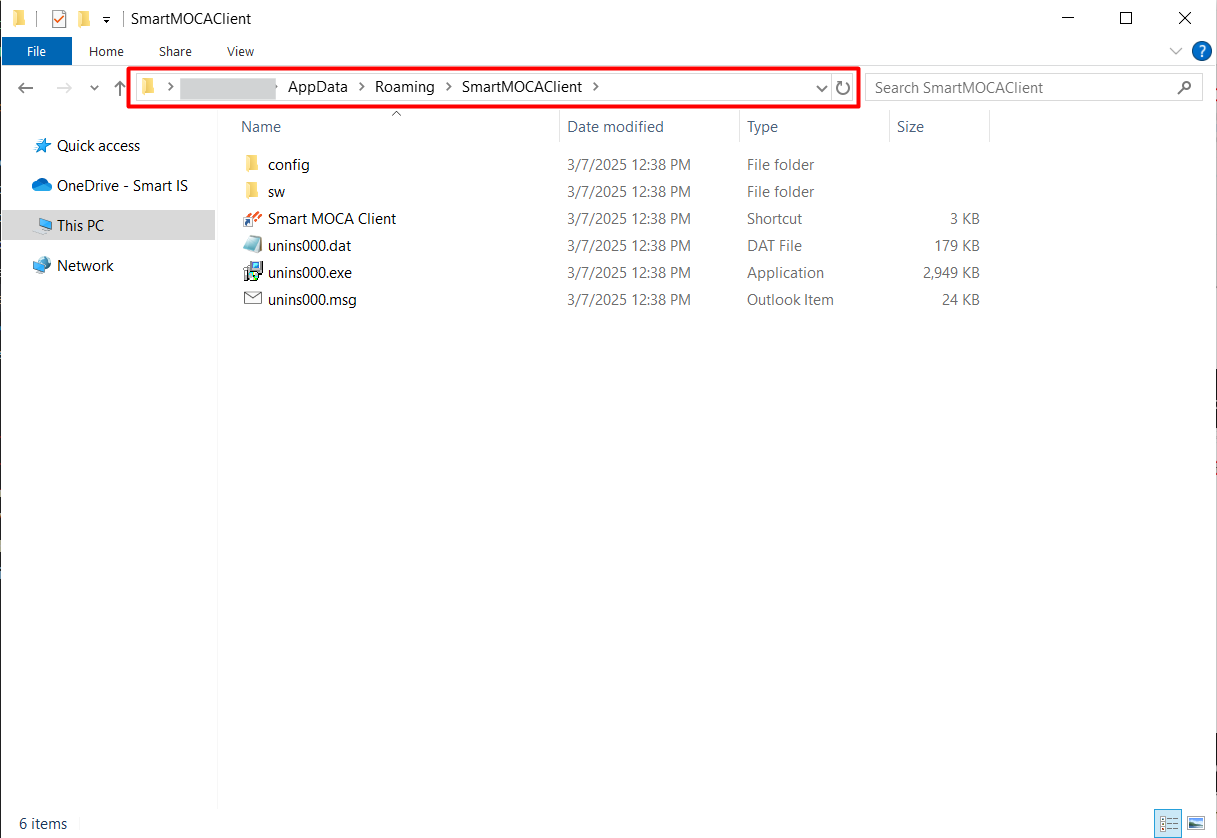 SmartMOCAClient
File Home Share View ?
AppData Roaming SmartMOCAClient Search SmartMOCAClient
Name Date modified Type Size
Quick access
OneDrive - Smart IS
This PC
Network
config 3/7/2025 12:38 PM File folder
sw 3/7/2025 12:38 PM File folder
Smart MOCA Client 3/7/2025 12:38 PM Shortcut 3 KB
unins000.dat 3/7/2025 12:38 PM DAT File 179 KB
unins000.exe 3/7/2025 12:38 PM Application 2,949 KB
unins000.msg 3/7/2025 12:38 PM Outlook Item 24 KB
6 items